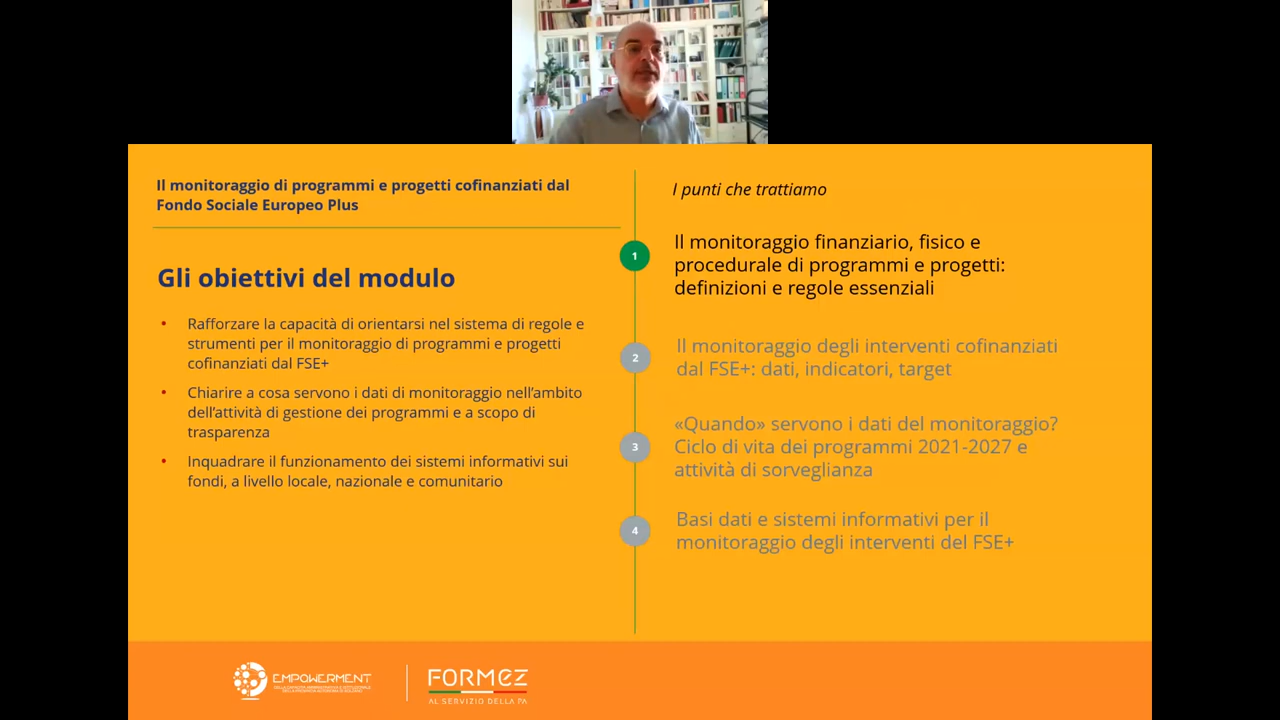 Il monitoraggio di programmi e progetti cofinanziati dal
Fondo Sociale Europeo Plus
Gli obiettivi del modulo
• Rafforzare la capacità di orientarsi nel sistema di regole e
strumenti per il monitoraggio di programmi e progetti
cofinanziati dal FSE+
• Chiarire a cosa servono i dati di monitoraggio nell'ambito
dell'attività di gestione dei programmi e a scopo di
trasparenza
• Inquadrare il funzionamento dei sistemi informativi sui
fondi, a livello locale, nazionale e comunitario
I punti che trattiamo
1
Il monitoraggio finanziario, fisico e
procedurale di programmi e progetti:
definizioni e regole essenziali
2
Il monitoraggio degli interventi cofinanziati
dal FSE+: dati, indicatori, target
3
«Quando» servono i dati del monitoraggio?
Ciclo di vita dei programmi 2021-2027 e
attività di sorveglianza
4
Basi dati e sistemi informativi per il
monitoraggio degli interventi del FSE+
EMPOWERMENT
FORMEZ
AL SERVIZIO DELLA PA